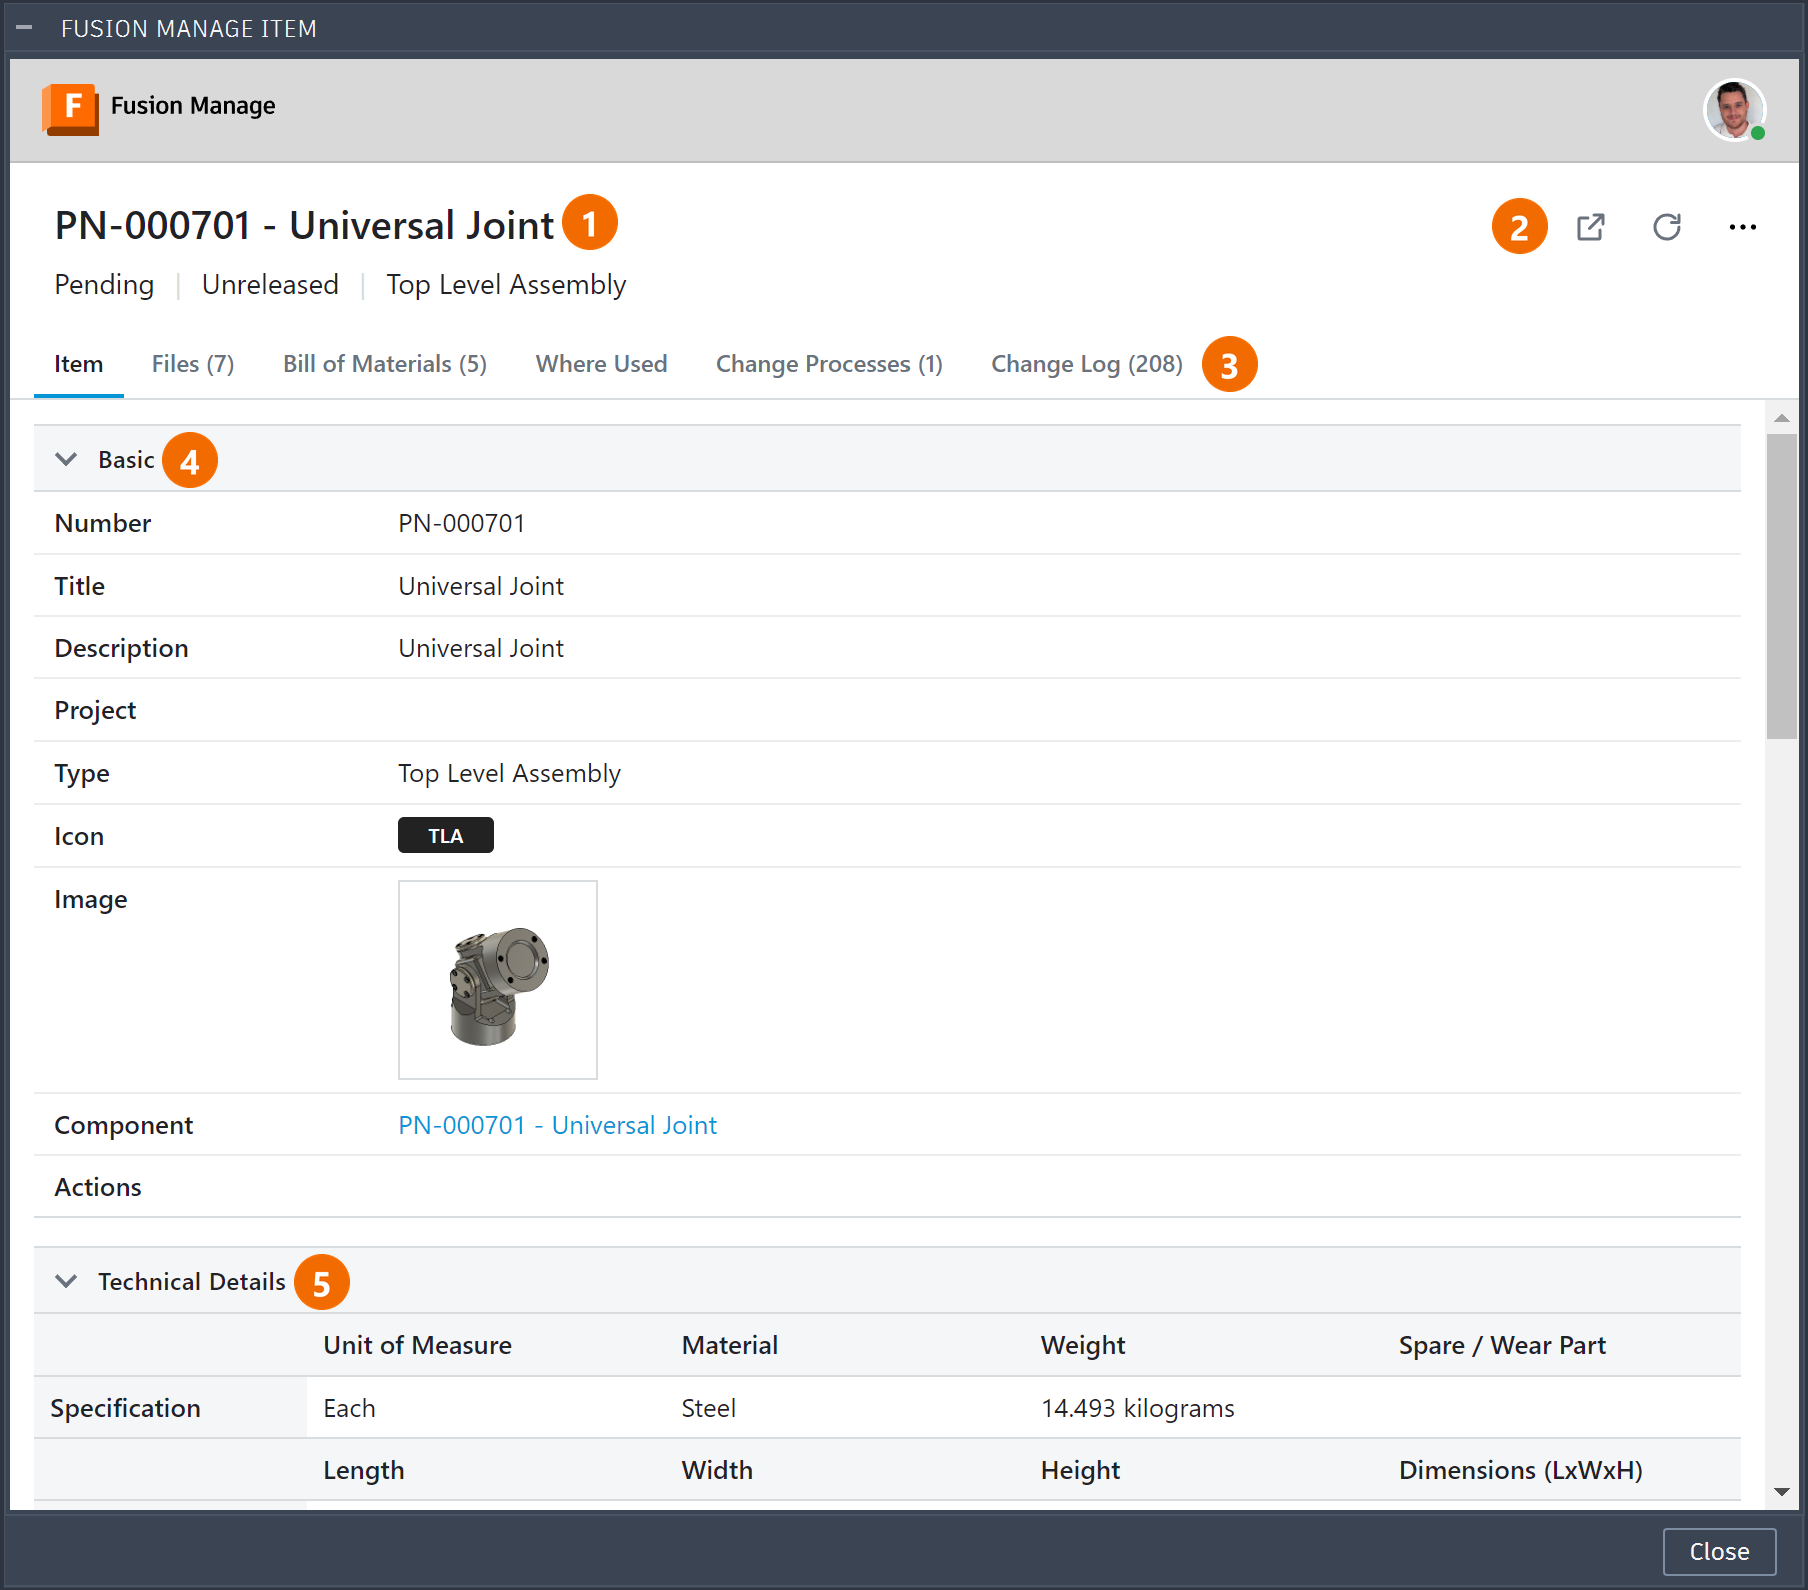 FUSION MANAGE ITEM
F Fusion Manage
PN-000701 - Universal Joint 1 2
Pending | Unreleased | Top Level Assembly
Item Files (7) Bill of Materials (5) Where Used Change Processes (1) Change Log (208) 3
Basic 4
Number PN-000701
Title Universal Joint
Description Universal Joint
Project
Type Top Level Assembly
Icon TLA
Image
Component PN-000701 - Universal Joint
Actions
Technical Details 5
Unit of Measure Material Weight Spare / Wear Part
Specification Each Steel 14.493 kilograms
Length Width Height Dimensions (LxWxH)
Close